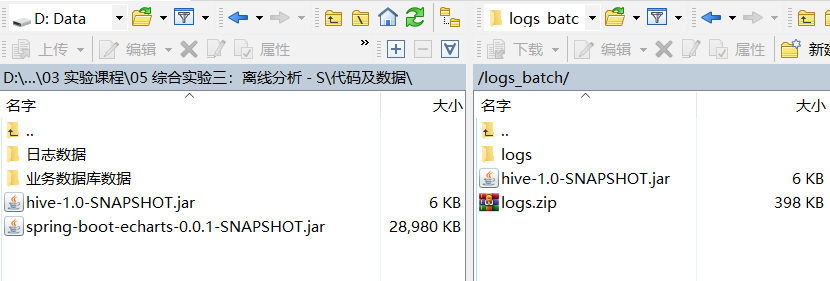 D: Data
logs batc
上传
编辑
属性
»
下载
编辑
属性
新建
D:\...\03 实验课程\05 综合实验三：离线分析 - S\代码及数据\
/logs_batch/
名字
大小
名字
大小
..
..
日志数据
logs
业务数据库数据
hive-1.0-SNAPSHOT.jar
6 KB
hive-1.0-SNAPSHOT.jar
6 KB
spring-boot-echarts-0.0.1-SNAPSHOT.jar
28,980 KB
logs.zip
398 KB